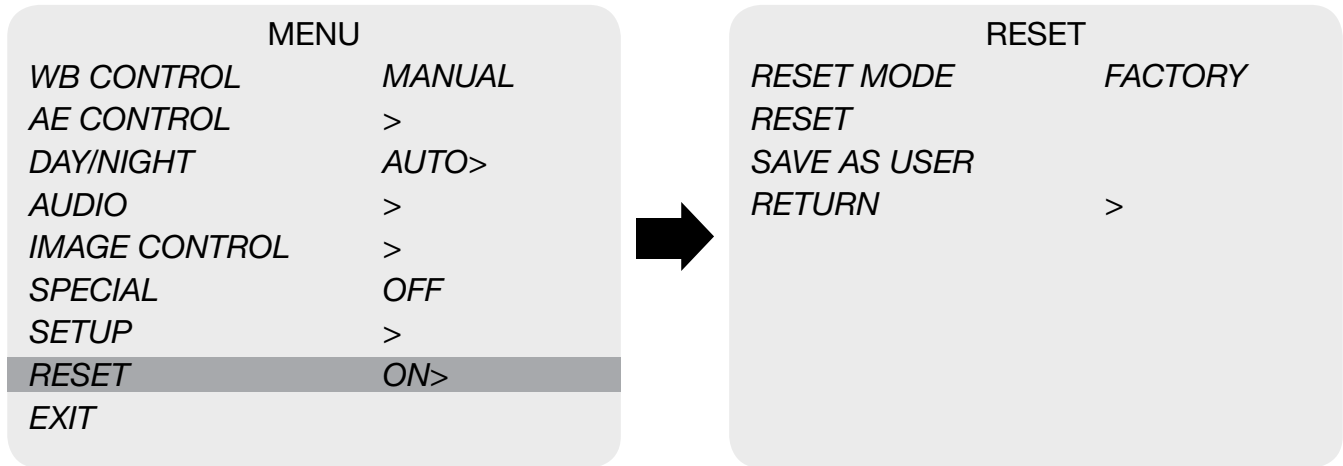 MENU
WB CONTROL MANUAL
AE CONTROL >
DAY/NIGHT AUTO>
AUDIO >
IMAGE CONTROL >
SPECIAL OFF
SETUP >
RESET ON>
EXIT
RESET
RESET MODE FACTORY
RESET
SAVE AS USER
RETURN >